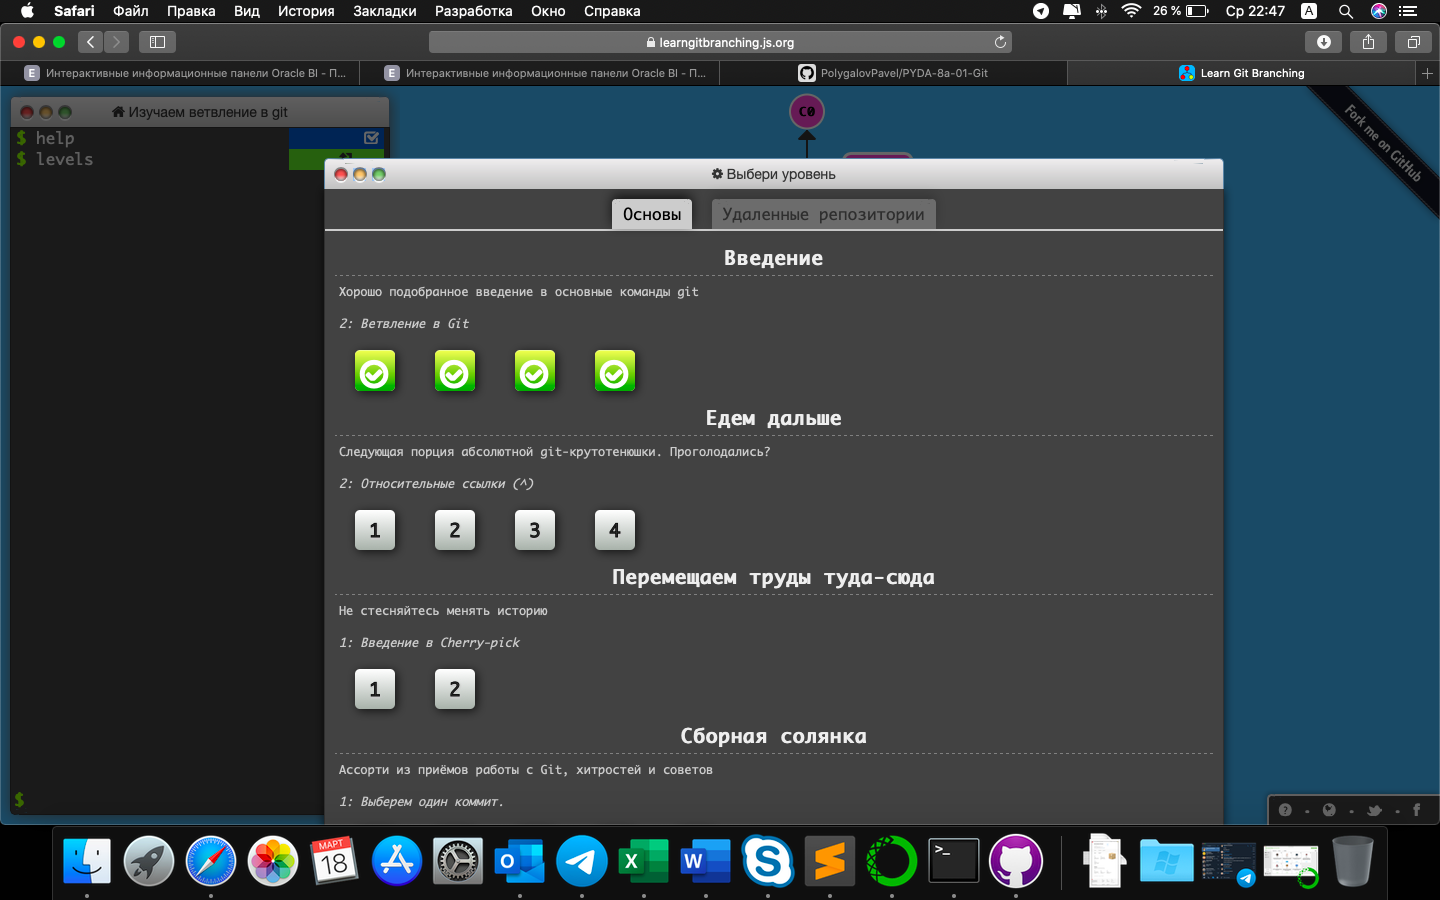 Safari Файл Правка Вид История Закладки Разработка Окно Справка 26 % Ср 22:47 A
learngitbranching.js.org
E Интерактивные информационные панели Oracle BI - П...
E Интерактивные информационные панели Oracle BI - П...
PolygalovPavel/PYDA-8a-01-Git
Learn Git Branching
Изучаем ветвление в git
$ help
$ levels
$
C0
Fork me on GitHub
Выбери уровень
Основы
Удаленные репозитории
Введение
Хорошо подобранное введение в основные команды git
2: Ветвление в Git
Едем дальше
Следующая порция абсолютной git-крутотенюшки. Проголодались?
2: Относительные ссылки (^)
1 2 3 4
Перемещаем труды туда-сюда
Не стесняйтесь менять историю
1: Введение в Cherry-pick
1 2
Сборная солянка
Ассорти из приёмов работы с Git, хитростей и советов
1: Выберем один коммит.
МАРТ
18